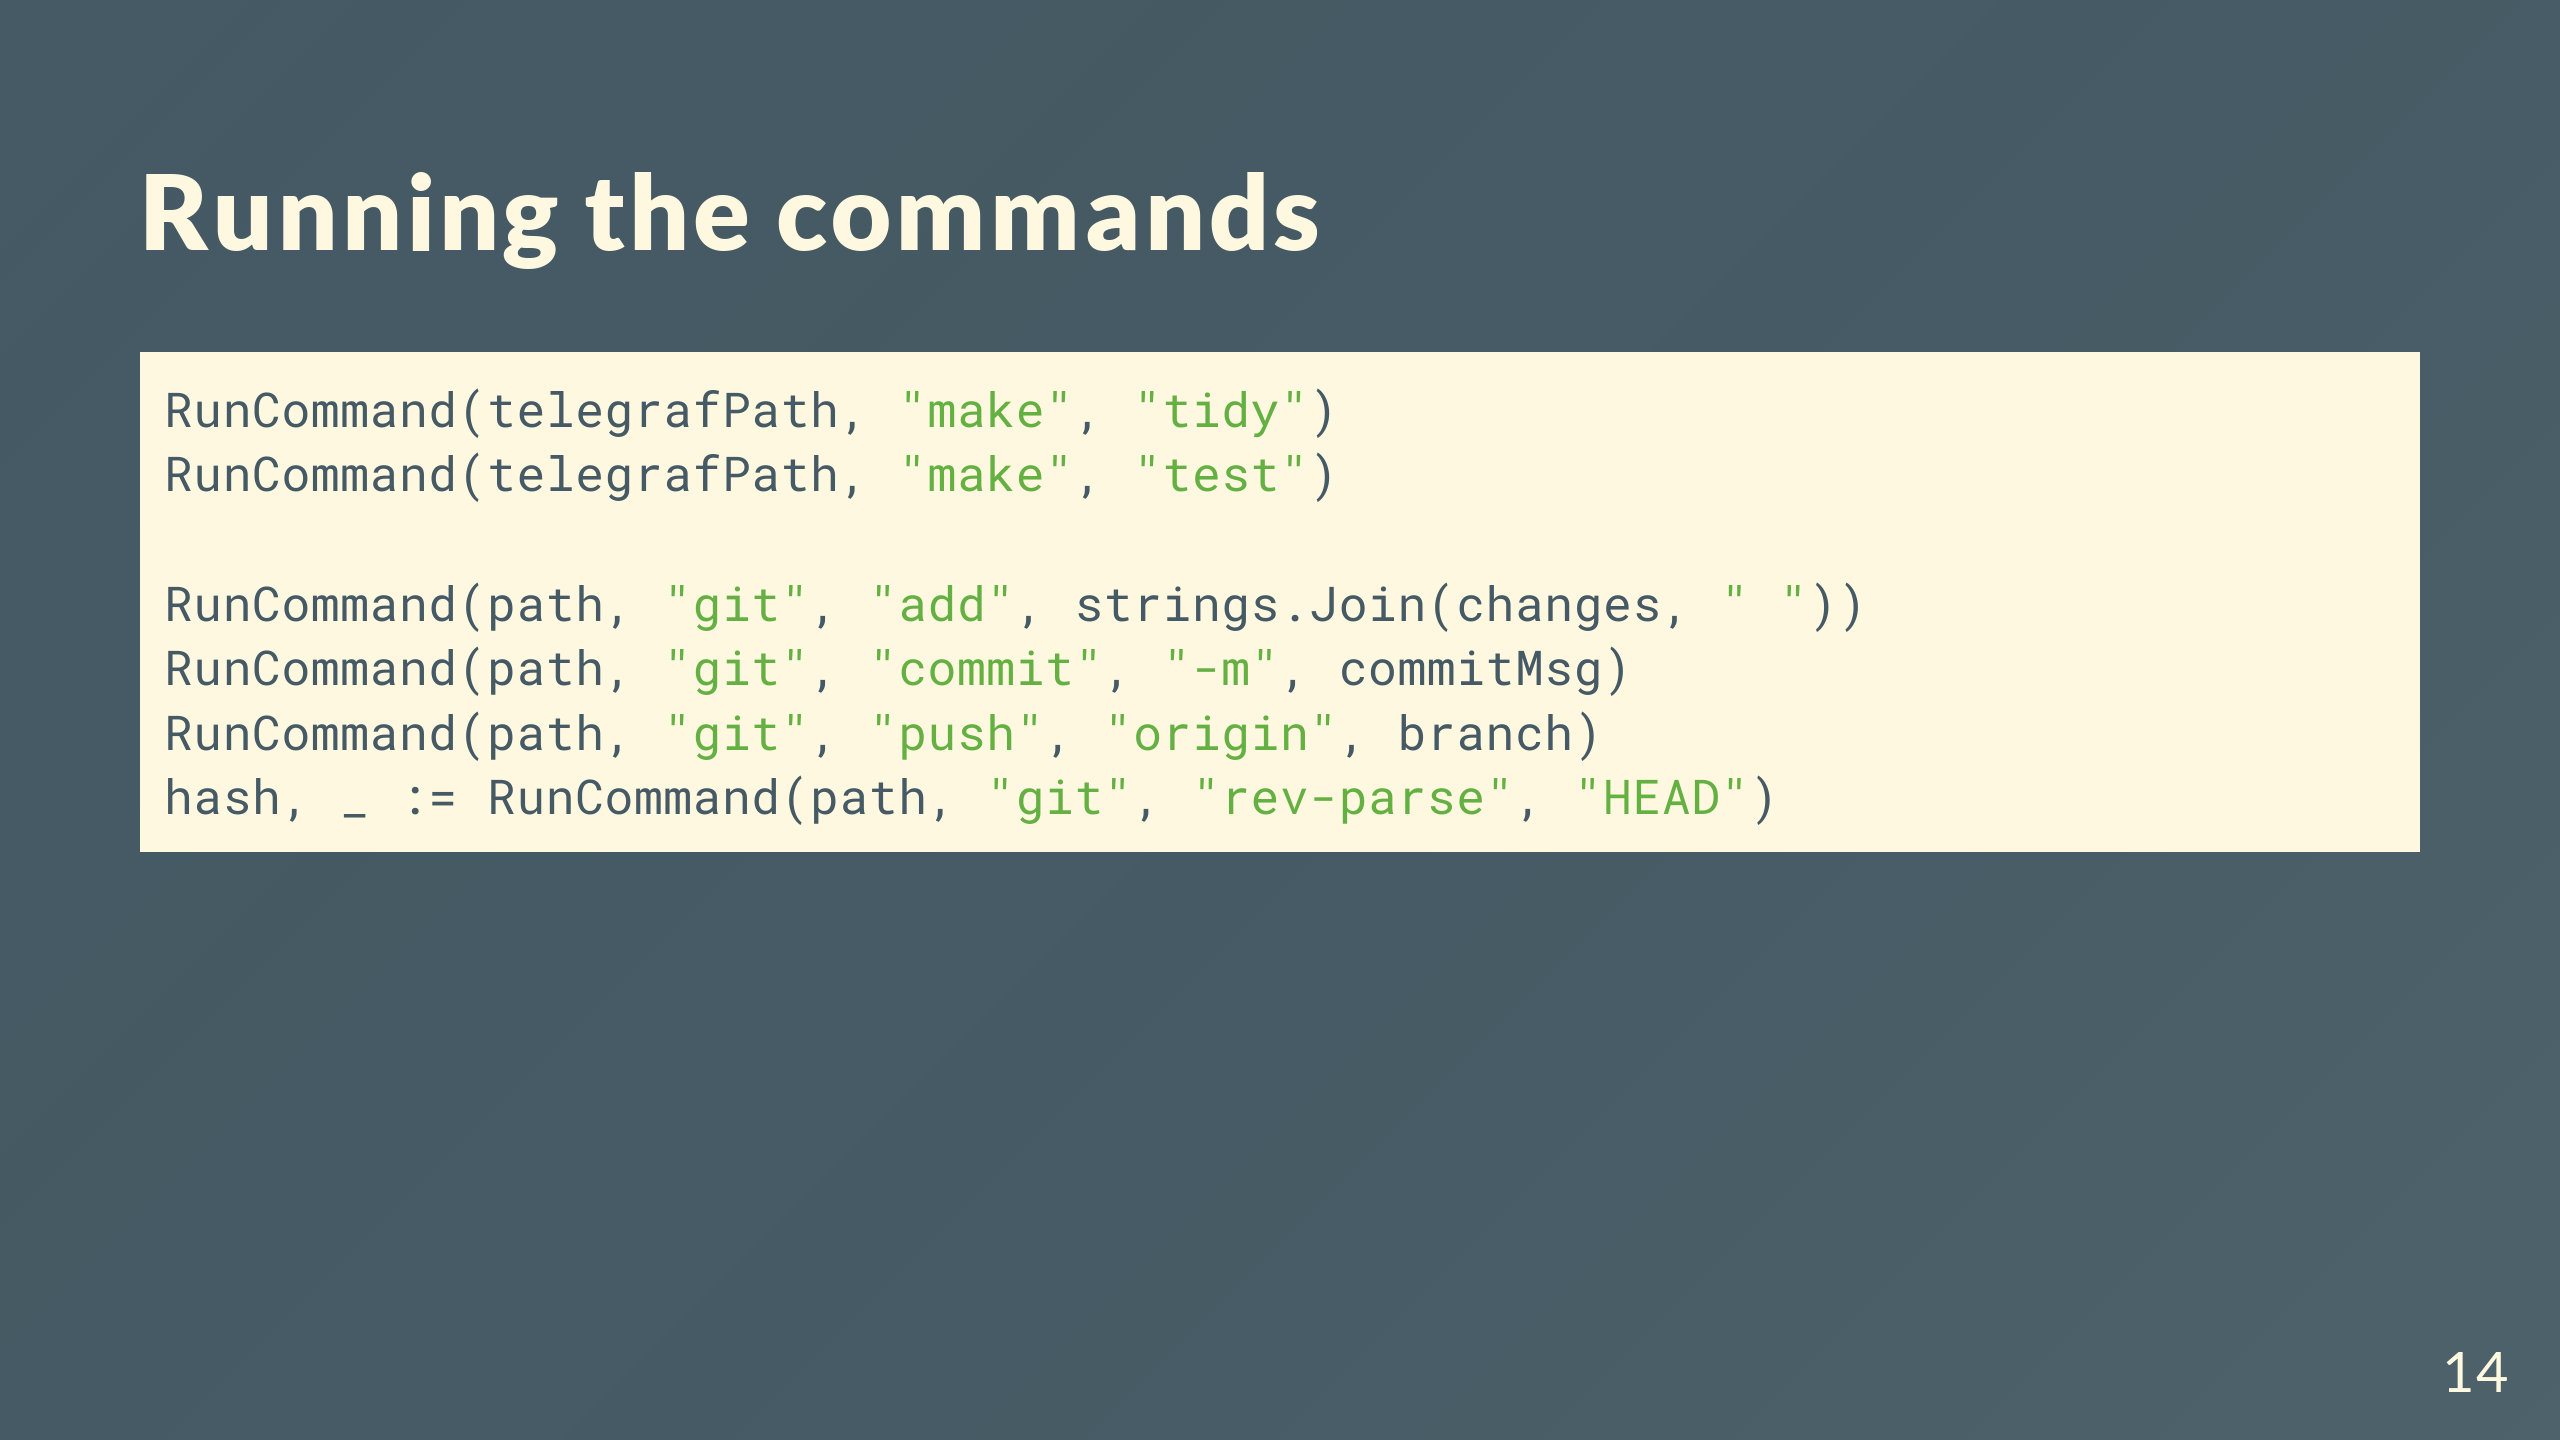 Running the commands
RunCommand(telegrafPath, "make", "tidy")
RunCommand(telegrafPath, "make", "test")
RunCommand(path, "git", "add", strings.Join(changes, " "))
RunCommand(path, "git", "commit", "-m", commitMsg)
RunCommand(path, "git", "push", "origin", branch)
hash, _ := RunCommand(path, "git", "rev-parse", "HEAD")
14